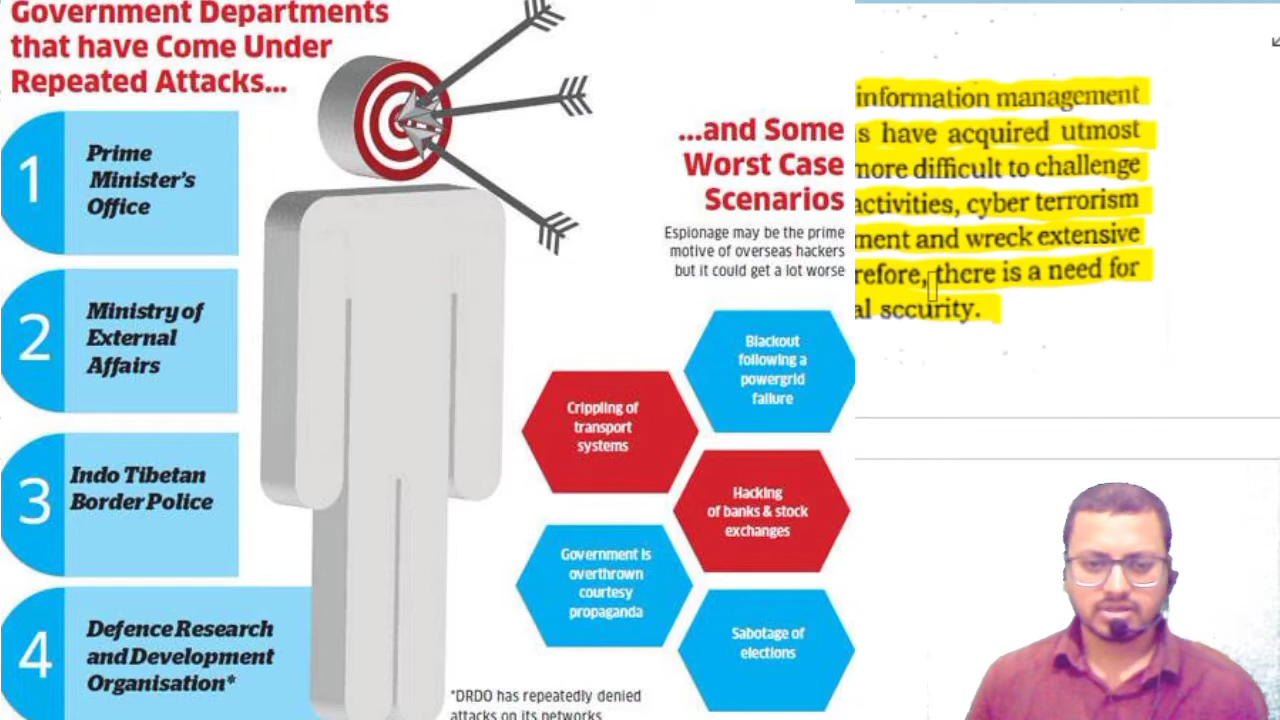 Government Departments
that have Come Under
Repeated Attacks...
1
Prime
Minister's
Office
2
Ministry of
External
Affairs
3
Indo Tibetan
Border Police
4
Defence Research
and Development
Organisation*
...and Some
Worst Case
Scenarios
Espionage may be the prime
motive of overseas hackers
but it could get a lot worse
Blackout
following a
powergrid
failure
Crippling of
transport
systems
Hacking
of banks & stock
exchanges
Government is
overthrown
courtesy
propaganda
Sabotage of
elections
*DRDO has repeatedly denied
attacks on its networks
information management
s have acquired utmost
more difficult to challenge
activities, cyber terrorism
ment and wreck extensive
refore, there is a need for
al security.